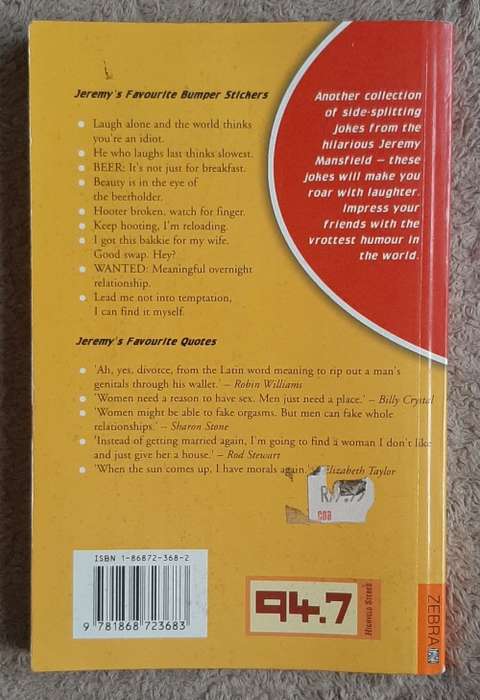 Jeremy's Favourite Bumper Stickers
Laugh alone and the world thinks
you're an idiot.
He who laughs last thinks slowest.
BEER: It's not just for breakfast.
Beauty is in the eye of
the beerholder.
Hooter broken, watch for finger.
Keep hooting, I'm reloading.
I got this bakkie for my wife.
Good swap. Hey?
WANTED: Meaningful overnight
relationship.
Lead me not into temptation,
I can find it myself.
Another collection
of side-splitting
jokes from the
hilarious Jeremy
Mansfield – these
jokes will make you
roar with laughter.
Impress your
friends with the
vrottest humour in
the world.
Jeremy's Favourite Quotes
'Ah, yes, divorce, from the Latin word meaning to rip out a man's
genitals through his wallet.' – Robin Williams
'Women need a reason to have sex. Men just need a place.' – Billy Crystal
'Women might be able to fake orgasms. But men can fake whole
relationships.' – Sharon Stone
'Instead of getting married again, I'm going to find a woman I don't like
and just give her a house.' – Rod Stewart
'When the sun comes up, I have morals again.' – Elizabeth Taylor
ISBN 1-86872-368-2
9 781868 723683
94.7
Highveld Stereo
ZEBRA